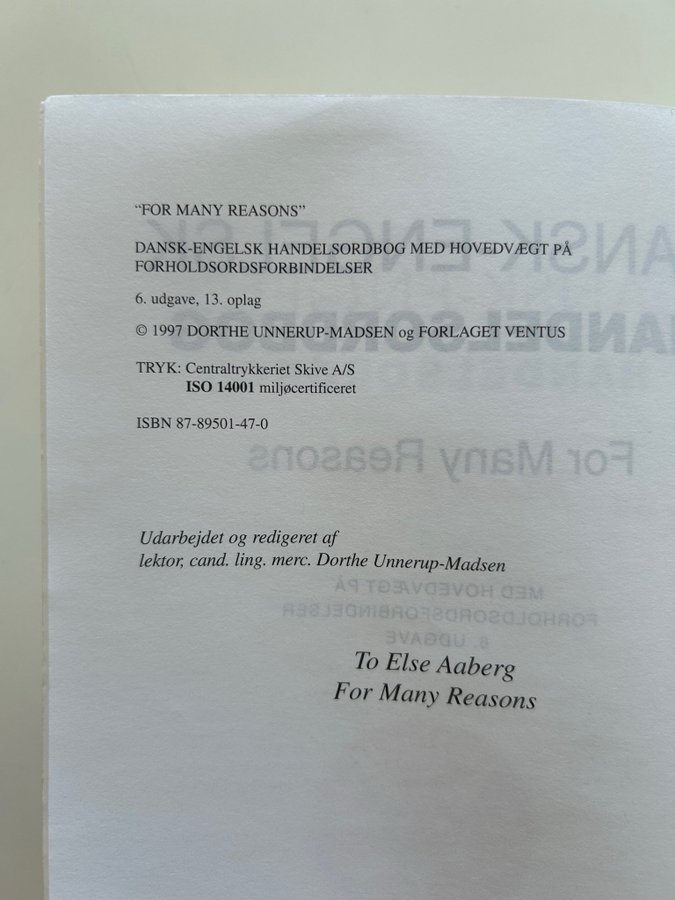 "FOR MANY REASONS"
DANSK-ENGELSK HANDELSORDBOG MED HOVEDVÆGT PÅ
FORHOLDSORDSFORBINDELSER
6. udgave, 13. oplag
© 1997 DORTHE UNNERUP-MADSEN og FORLAGET VENTUS
TRYK: Centraltrykkeriet Skive A/S
ISO 14001 miljøcertificeret
ISBN 87-89501-47-0
Udarbejdet og redigeret af
lektor, cand. ling. merc. Dorthe Unnerup-Madsen
To Else Aaberg
For Many Reasons